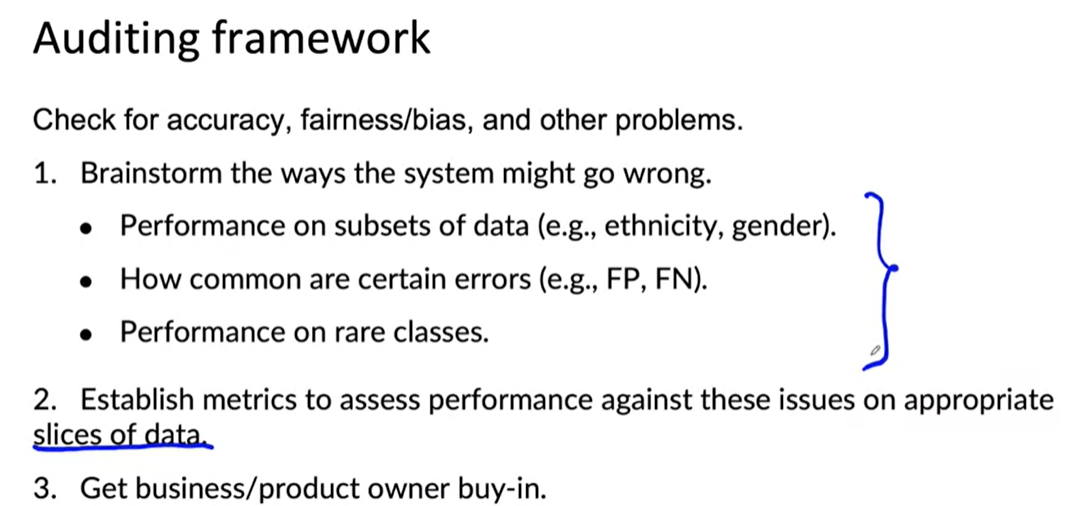 Auditing framework
Check for accuracy, fairness/bias, and other problems.
1. Brainstorm the ways the system might go wrong.
• Performance on subsets of data (e.g., ethnicity, gender).
• How common are certain errors (e.g., FP, FN).
• Performance on rare classes.
2. Establish metrics to assess performance against these issues on appropriate
slices of data.
3. Get business/product owner buy-in.